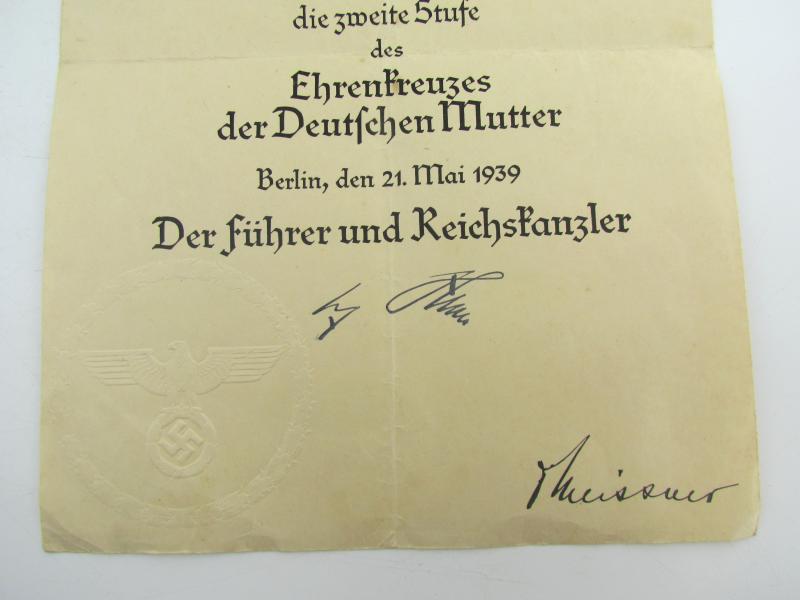 die zweite Stufe
des
Ehrenkreuzes
der Deutschen Mutter
Berlin, den 21. Mai 1939
Der Führer und Reichskanzler
Meissner